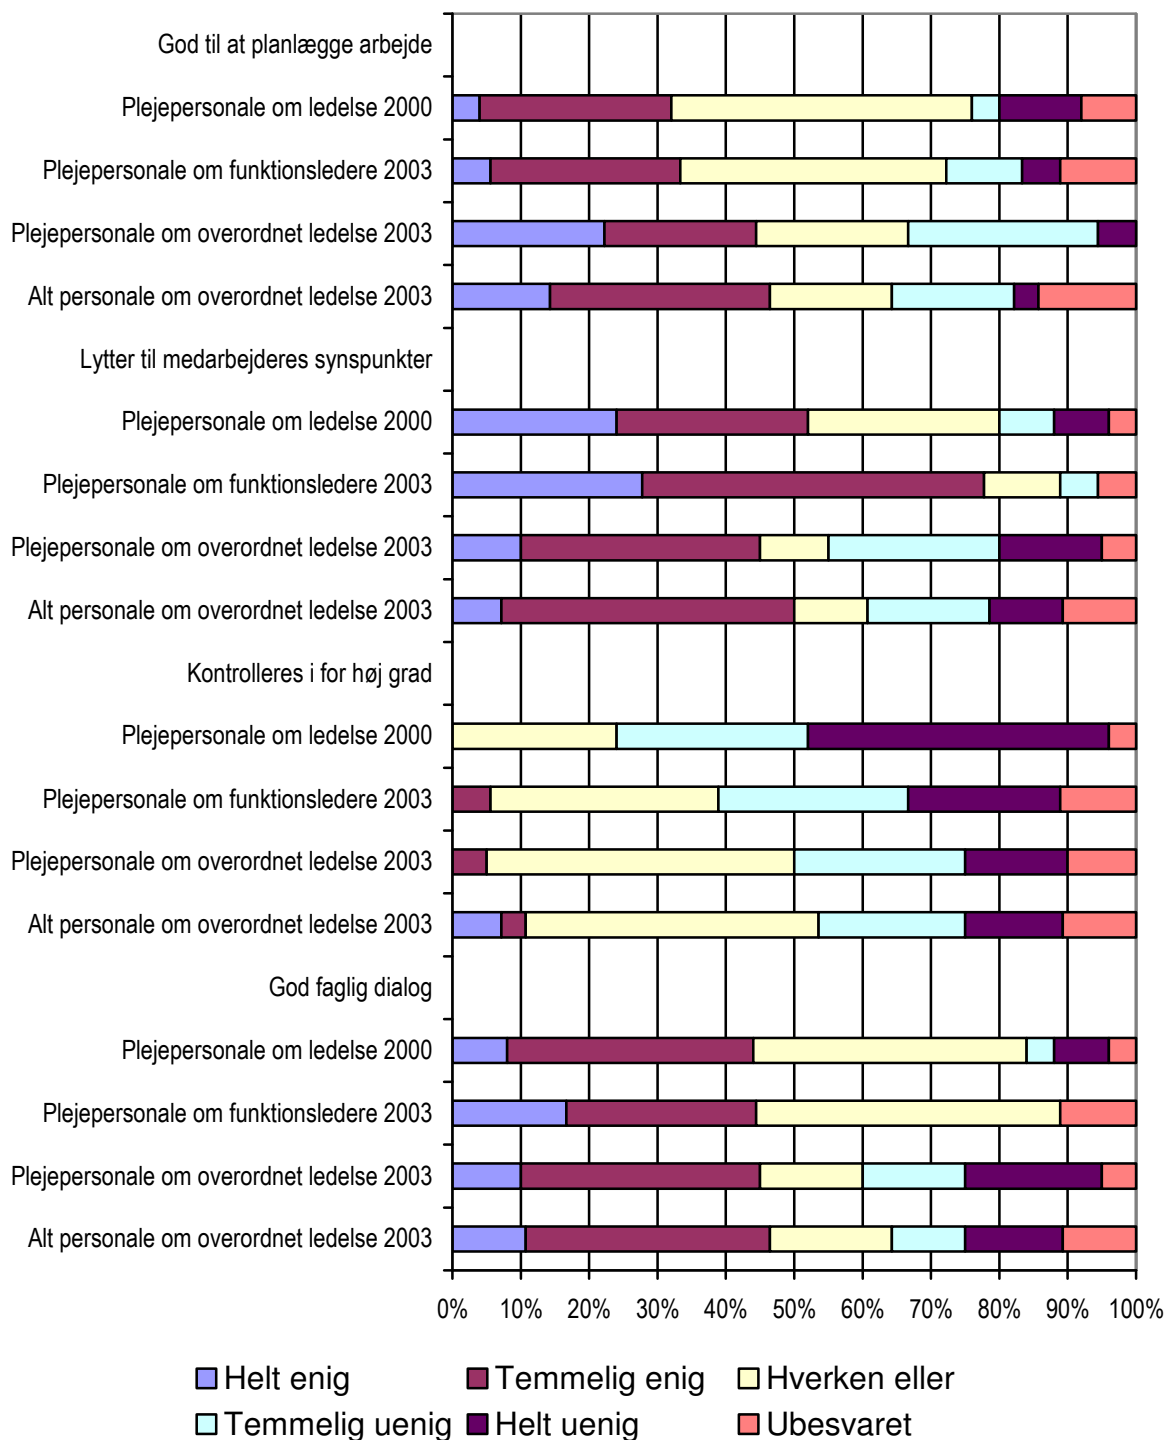 God til at planlægge arbejde
Plejepersonale om ledelse 2000
Plejepersonale om funktionsledere 2003
Plejepersonale om overordnet ledelse 2003
Alt personale om overordnet ledelse 2003
Lytter til medarbejderes synspunkter
Plejepersonale om ledelse 2000
Plejepersonale om funktionsledere 2003
Plejepersonale om overordnet ledelse 2003
Alt personale om overordnet ledelse 2003
Kontrolleres i for høj grad
Plejepersonale om ledelse 2000
Plejepersonale om funktionsledere 2003
Plejepersonale om overordnet ledelse 2003
Alt personale om overordnet ledelse 2003
God faglig dialog
Plejepersonale om ledelse 2000
Plejepersonale om funktionsledere 2003
Plejepersonale om overordnet ledelse 2003
Alt personale om overordnet ledelse 2003
0% 10% 20% 30% 40% 50% 60% 70% 80% 90% 100%
Helt enig Temmelig enig Hverken eller
Temmelig uenig Helt uenig Ubesvaret